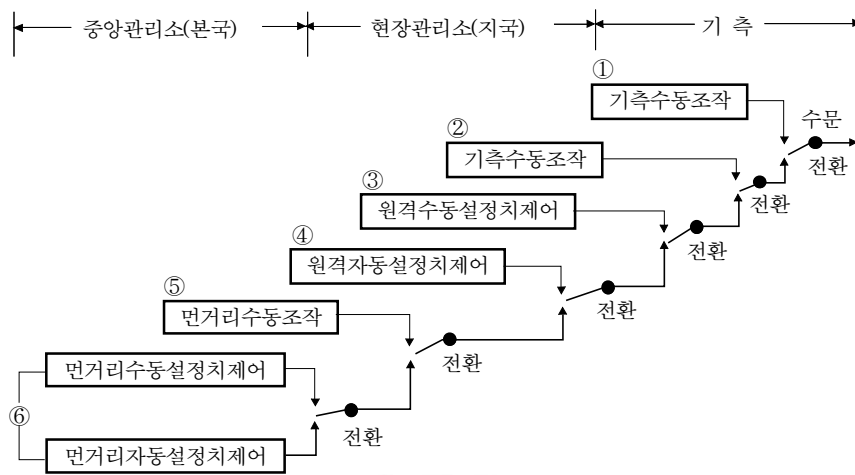 중앙관리소(본국) 현장관리소(지국) 기 측
①
기측수동조작
수문
전환
②
기측수동조작
전환
③
원격수동설정치제어
전환
④
원격자동설정치제어
전환
⑤
먼거리수동조작
전환
먼거리수동설정치제어
⑥
전환
먼거리자동설정치제어